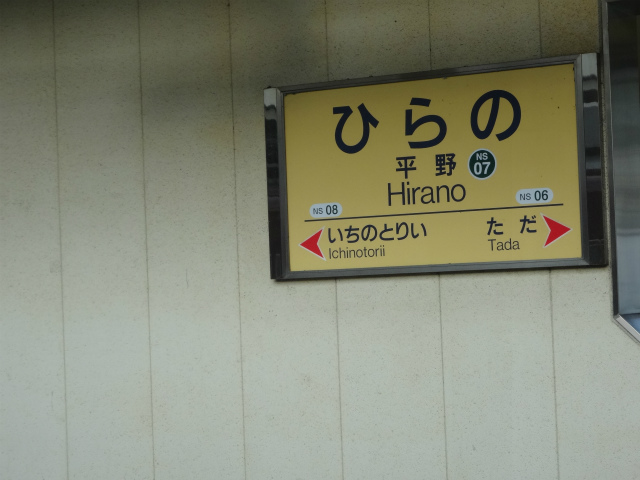 ひらの
平野 NS 07
Hirano
NS 08 NS 06
いちのとりい ただ
Ichinotorii Tada